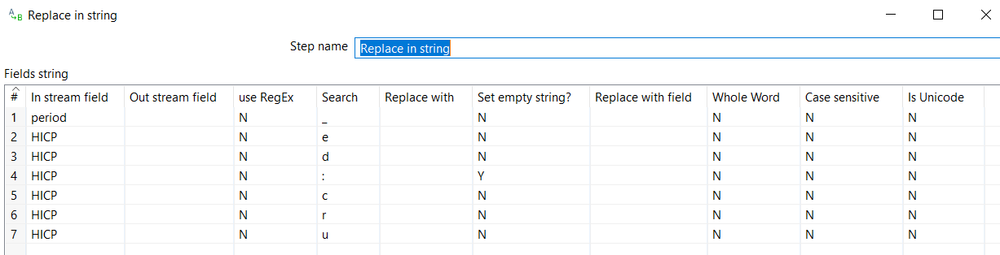 A B Replace in string
Step name Replace in string
Fields string
# In stream field Out stream field use RegEx Search Replace with Set empty string? Replace with field Whole Word Case sensitive Is Unicode
1 period N _ N N N N
2 HICP N e N N N N
3 HICP N d N N N N
4 HICP N : Y N N N
5 HICP N c N N N N
6 HICP N r N N N N
7 HICP N u N N N N